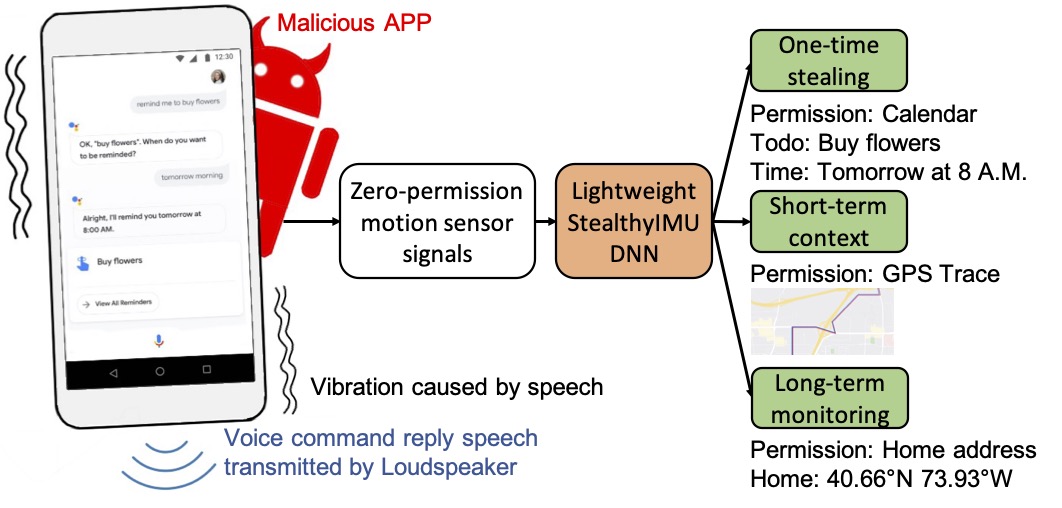 Malicious APP
12:30
remind me to buy flowers
OK, "buy flowers". When do you want
to be reminded?
tomorrow morning
Alright, I'll remind you tomorrow at
8:00 AM.
Buy flowers
View All Reminders
Vibration caused by speech
Voice command reply speech
transmitted by Loudspeaker
Zero-permission
motion sensor
signals
Lightweight
StealthyIMU
DNN
One-time
stealing
Permission: Calendar
Todo: Buy flowers
Time: Tomorrow at 8 A.M.
Short-term
context
Permission: GPS Trace
Long-term
monitoring
Permission: Home address
Home: 40.66°N 73.93°W